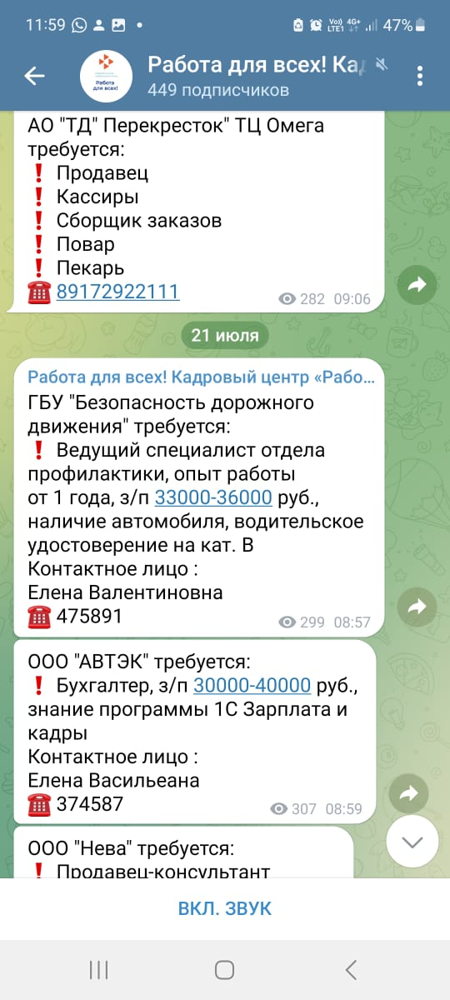 11:59
Vo)) 4G+
LTE1
47%
Работа для всех! Кад
449 подписчиков
Работа
для всех!
АО "ТД" Перекресток" ТЦ Омега
требуется:
❗ Продавец
❗ Кассиры
❗ Сборщик заказов
❗ Повар
❗ Пекарь
☎ 89172922111
282 09:06
21 июля
Работа для всех! Кадровый центр «Рабо...
ГБУ "Безопасность дорожного
движения" требуется:
❗ Ведущий специалист отдела
профилактики, опыт работы
от 1 года, з/п 33000-36000 руб.,
наличие автомобиля, водительское
удостоверение на кат. В
Контактное лицо :
Елена Валентиновна
☎ 475891
299 08:57
ООО "АВТЭК" требуется:
❗ Бухгалтер, з/п 30000-40000 руб.,
знание программы 1С Зарплата и
кадры
Контактное лицо :
Елена Васильеана
☎ 374587
307 08:59
ООО "Нева" требуется:
❗ Продавец-консультант
ВКЛ. ЗВУК